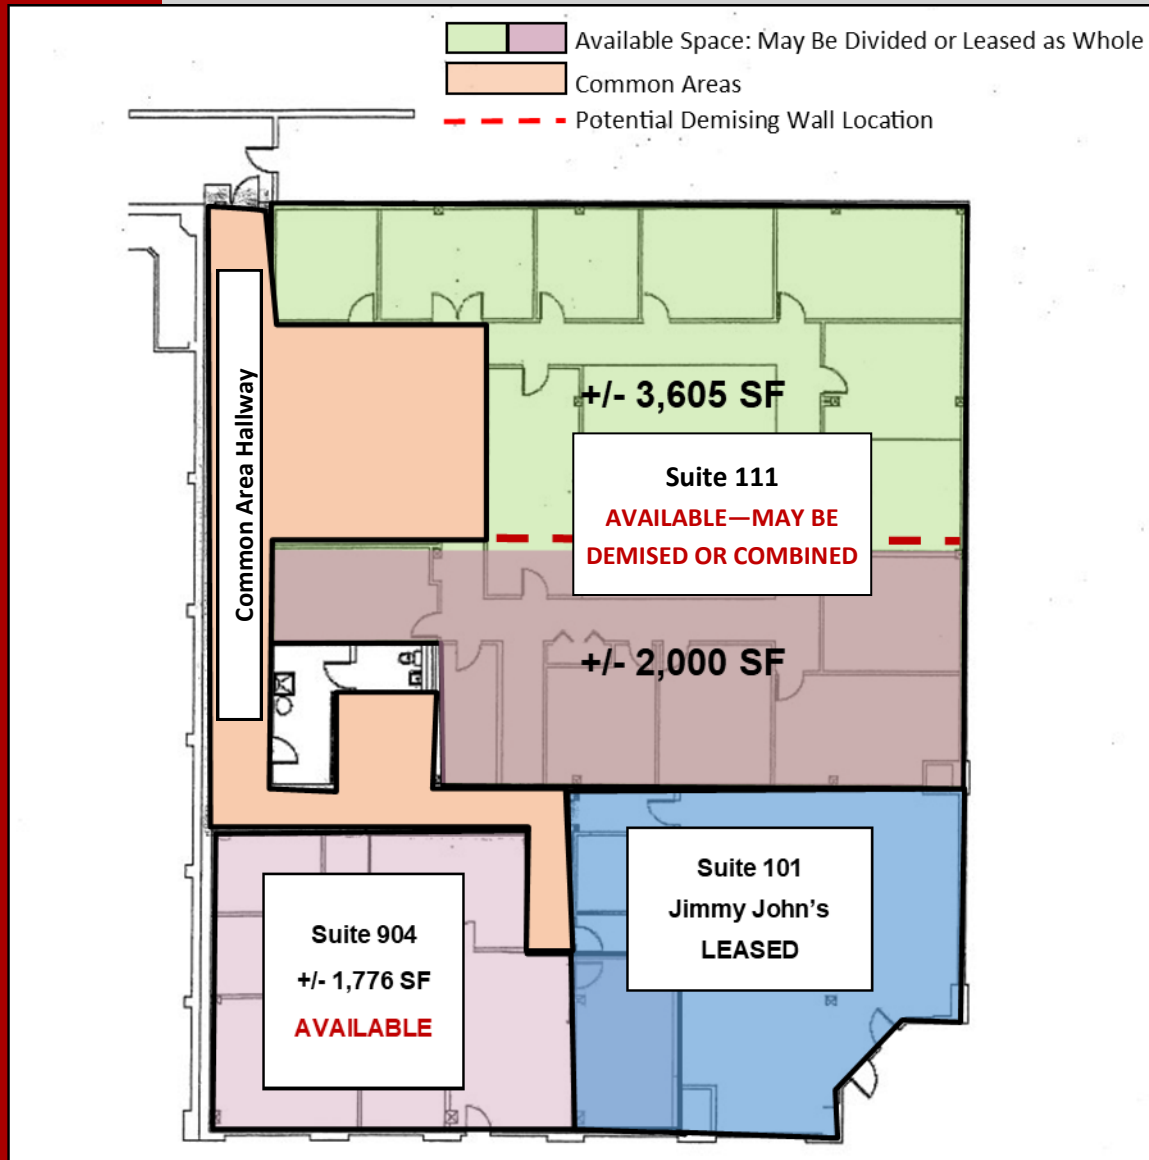 Available Space: May Be Divided or Leased as Whole
Common Areas
Potential Demising Wall Location
Common Area Hallway
+/- 3,605 SF
Suite 111
AVAILABLE—MAY BE
DEMISED OR COMBINED
+/- 2,000 SF
Suite 904
+/- 1,776 SF
AVAILABLE
Suite 101
Jimmy John’s
LEASED